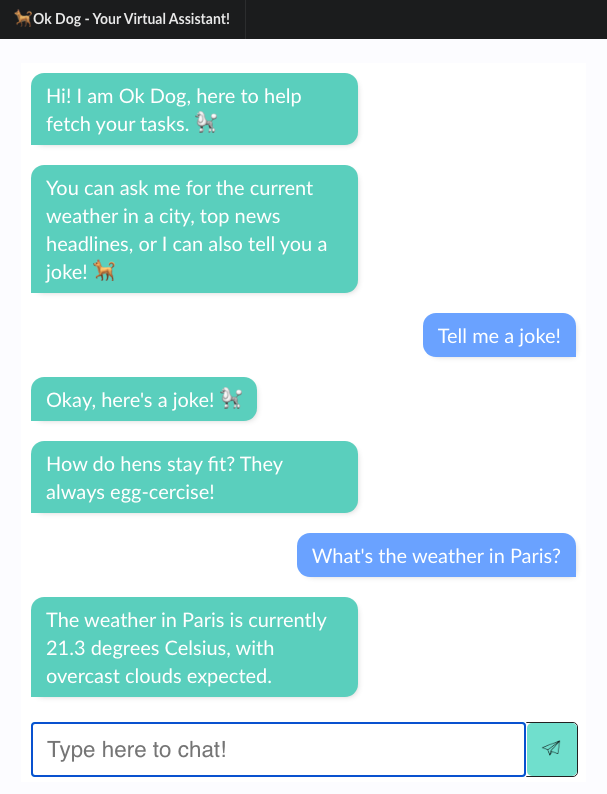 🐕Ok Dog - Your Virtual Assistant!
Hi! I am Ok Dog, here to help
fetch your tasks. 🐩
You can ask me for the current
weather in a city, top news
headlines, or I can also tell you a
joke! 🐕
Tell me a joke!
Okay, here's a joke! 🐩
How do hens stay fit? They
always egg-cercise!
What's the weather in Paris?
The weather in Paris is currently
21.3 degrees Celsius, with
overcast clouds expected.
Type here to chat!